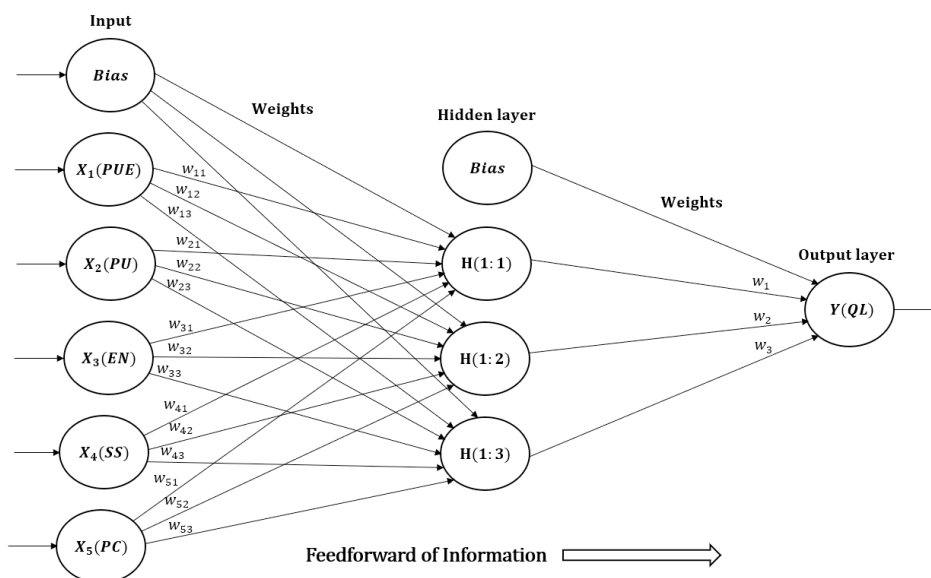 Input
Bias
Weights
Hidden layer
Bias
X₁(PUE)
w₁₁
w₁₂
w₁₃
Weights
X₂(PU)
w₂₁
w₂₂
w₂₃
H(1:1)
Output layer
w₁
Y(QL)
X₃(EN)
w₃₁
w₃₂
w₃₃
H(1:2)
w₂
w₃
X₄(SS)
w₄₁
w₄₂
w₄₃
H(1:3)
X₅(PC)
w₅₁
w₅₂
w₅₃
Feedforward of Information